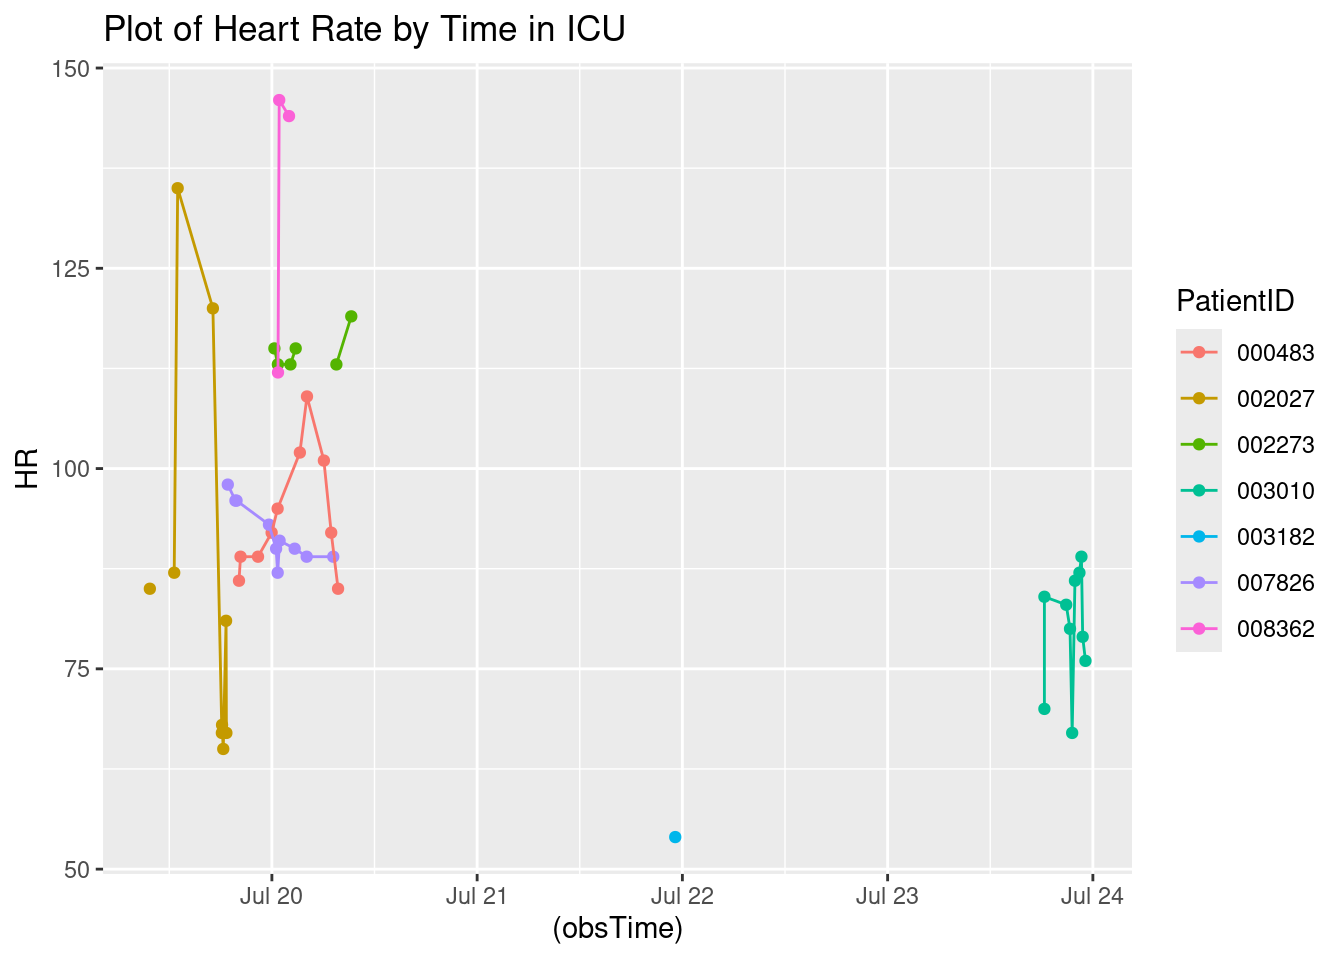 Plot of Heart Rate by Time in ICU
150
125
100
75
50
HR
Jul 20
Jul 21
Jul 22
Jul 23
Jul 24
(obsTime)
PatientID
000483
002027
002273
003010
003182
007826
008362